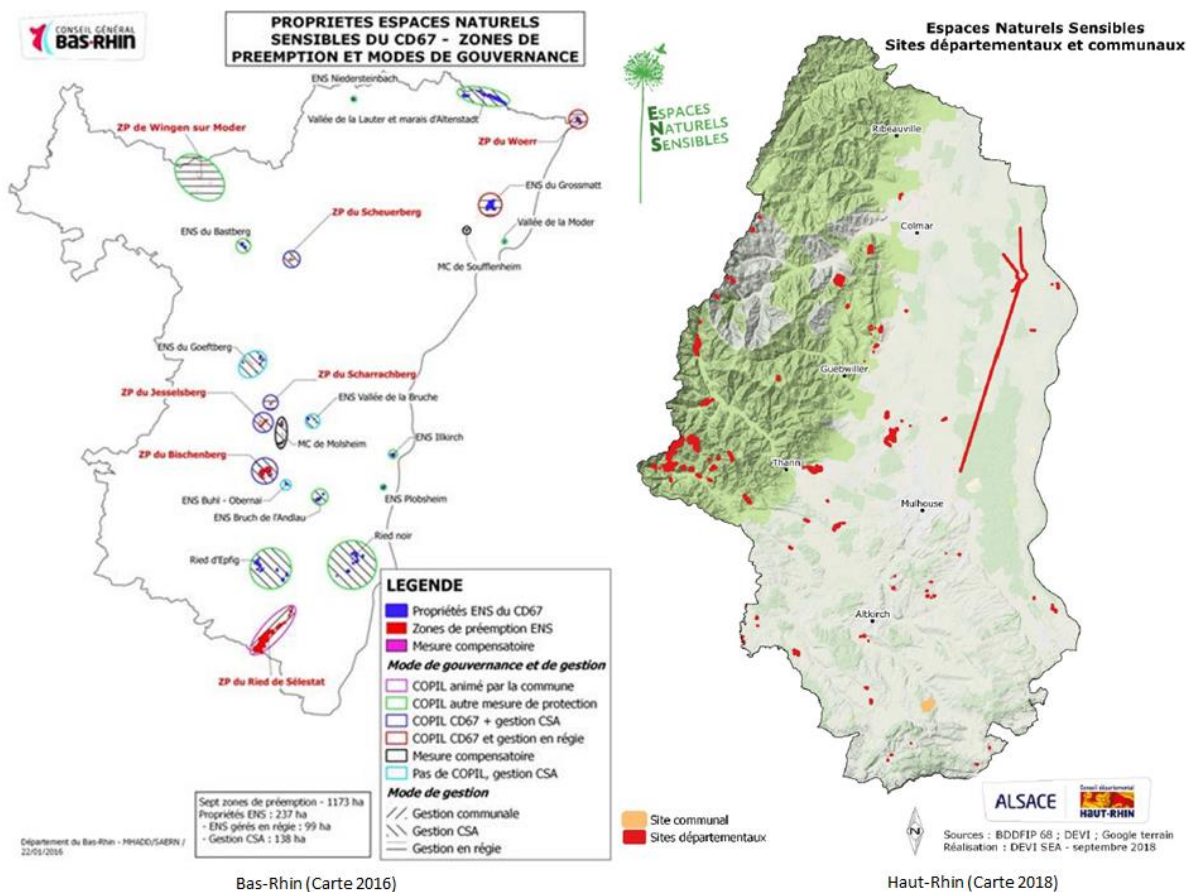 CONSEIL GÉNÉRAL
BAS-RHIN
PROPRIETES ESPACES NATURELS
SENSIBLES DU CD67 - ZONES DE
PREEMPTION ET MODES DE GOUVERNANCE
ENS Niedersteinbach
Vallée de la Lauter et marais d'Altenstadt
ZP de Wingen sur Moder
ZP du Woerr
ENS du Grossmatt
ZP du Scheuerberg
ENS du Bastberg
Vallée de la Moder
MC de Soufflenheim
ENS du Goeftberg
ZP du Scharrachberg
ZP du Jesselsberg
ENS Vallée de la Bruche
MC de Molsheim
ENS Illkirch
ZP du Bischenberg
ENS Buhl - Obernai
ENS Plobsheim
ENS Bruch de l'Andlau
Ried noir
Ried d'Epfig
ZP du Ried de Sélestat
LEGENDE
Propriétés ENS du CD67
Zones de préemption ENS
Mesure compensatoire
Mode de gouvernance et de gestion
COPIL animé par la commune
COPIL autre mesure de protection
COPIL CD67 + gestion CSA
COPIL CD67 et gestion en régie
Mesure compensatoire
Pas de COPIL, gestion CSA
Mode de gestion
Gestion communale
Gestion CSA
Gestion en régie
Sept zones de préemption - 1173 ha
Propriétés ENS : 237 ha
- ENS gérés en régie : 99 ha
- Gestion CSA : 138 ha
Département du Bas-Rhin - MHADD/SAERN /
22/01/2016
Bas-Rhin (Carte 2016)
Espaces Naturels Sensibles
Sites départementaux et communaux
ESPACES
NATURELS
SENSIBLES
Ribeauville
Colmar
Guebwiller
Thann
Mulhouse
Altkirch
Site communal
Sites départementaux
ALSACE
Conseil départemental
HAUT-RHIN
N
Sources : BDDFIP 68 ; DEVI ; Google terrain
Réalisation : DEVI SEA - septembre 2018
Haut-Rhin (Carte 2018)